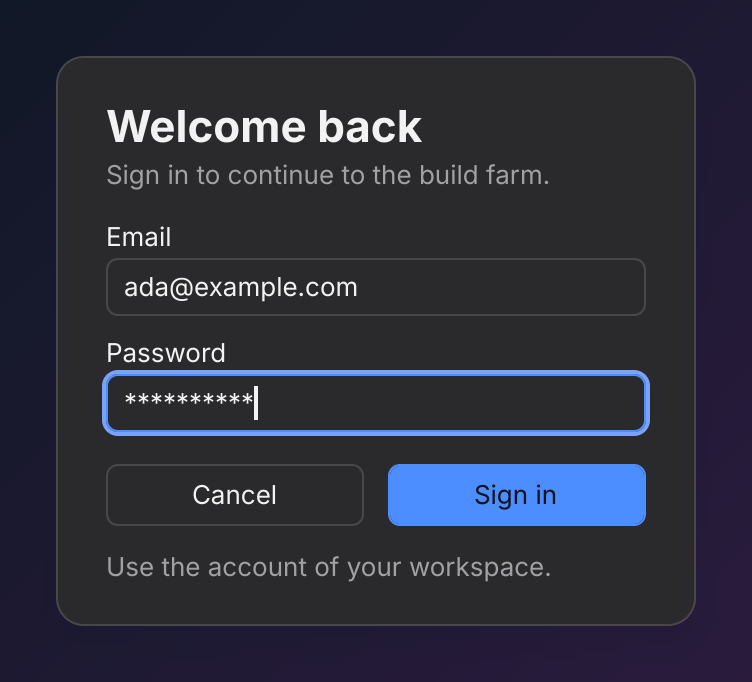 Welcome back
Sign in to continue to the build farm.
Email
ada@example.com
Password
**********
Cancel
Sign in
Use the account of your workspace.